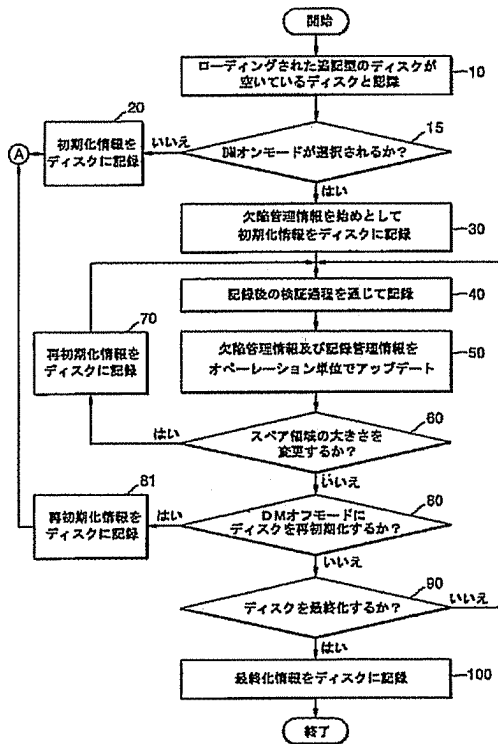 開始
ローディングされた追記型のディスクが
空いているディスクと認識
10
20
初期化情報を
ディスクに記録
A
いいえ
15
DMオンモードが選択されるか?
はい
欠陥管理情報を始めとして
初期化情報をディスクに記録
30
記録後の検証過程を通じて記録
40
70
再初期化情報を
ディスクに記録
欠陥管理情報及び記録管理情報を
オペレーション単位でアップデート
50
はい
60
スペア領域の大きさを
変更するか?
いいえ
81
再初期化情報を
ディスクに記録
はい
80
DMオフモードに
ディスクを再初期化するか?
いいえ
90
ディスクを最終化するか?
いいえ
はい
最終化情報をディスクに記録
100
終了